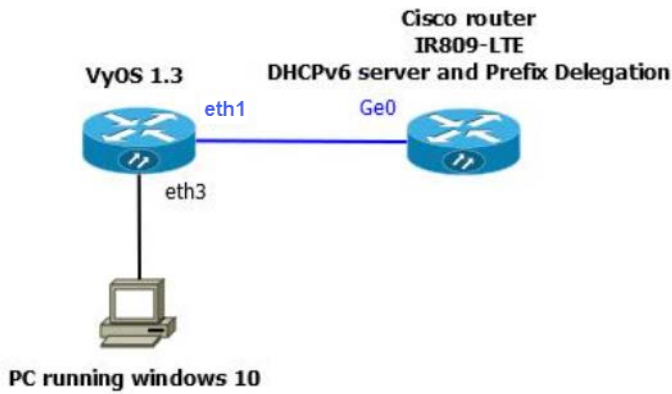 Cisco router
IR809-LTE
DHCPv6 server and Prefix Delegation
VyOS 1.3
eth1
Ge0
eth3
PC running windows 10